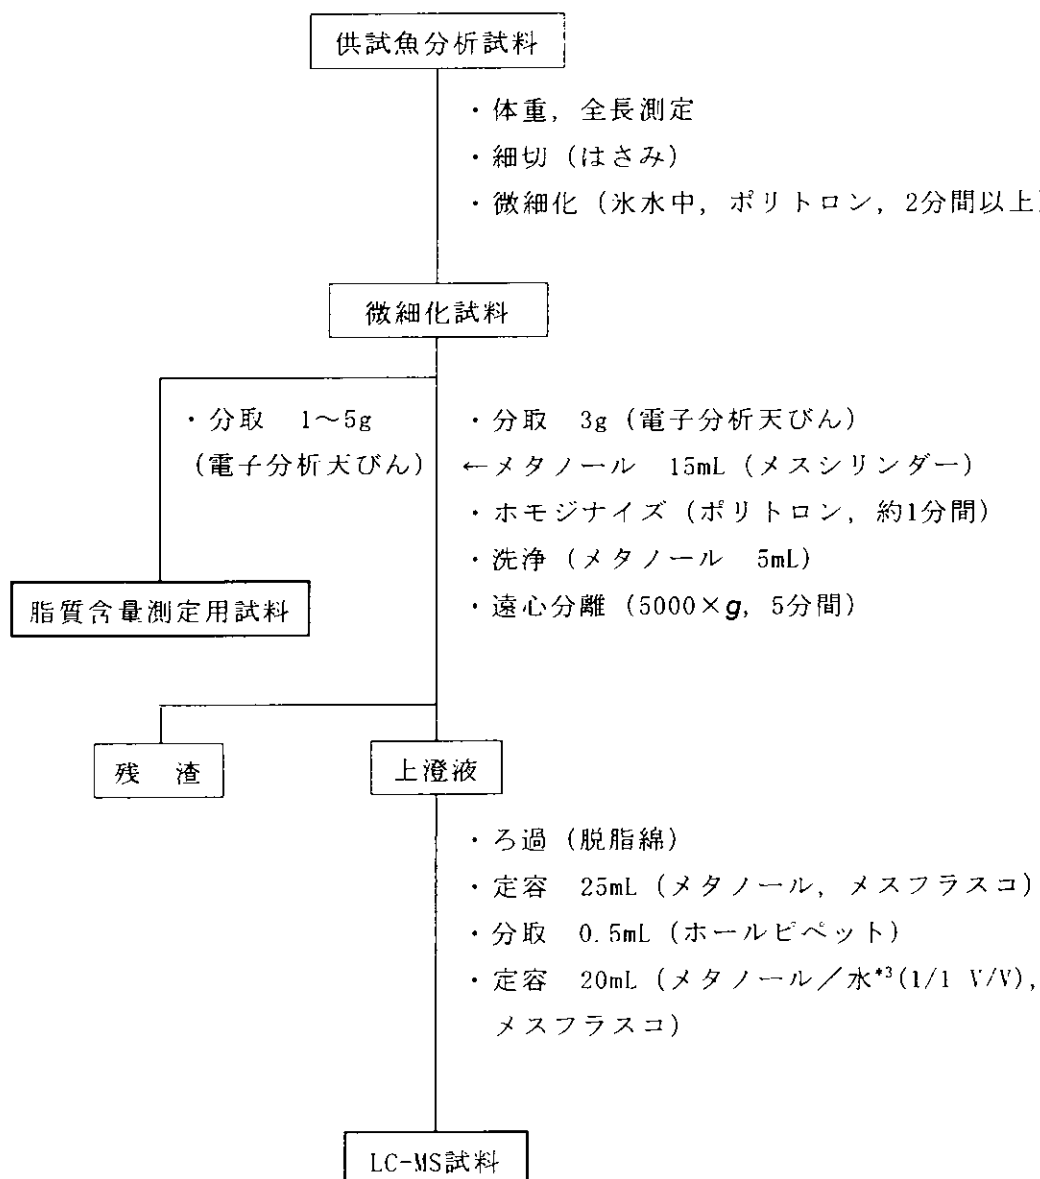 供試魚分析試料
・体重, 全長測定
・細切 (はさみ)
・微細化 (氷水中, ポリトロン, 2分間以上)
微細化試料
・分取 1～5g
(電子分析天びん)
・分取 3g (電子分析天びん)
←メタノール 15mL (メスシリンダー)
・ホモジナイズ (ポリトロン, 約1分間)
・洗浄 (メタノール 5mL)
・遠心分離 (5000×g, 5分間)
脂質含量測定用試料
残 渣
上澄液
・ろ過 (脱脂綿)
・定容 25mL (メタノール, メスフラスコ)
・分取 0.5mL (ホールピペット)
・定容 20mL (メタノール／水*3(1/1 V/V),
メスフラスコ)
LC-MS試料